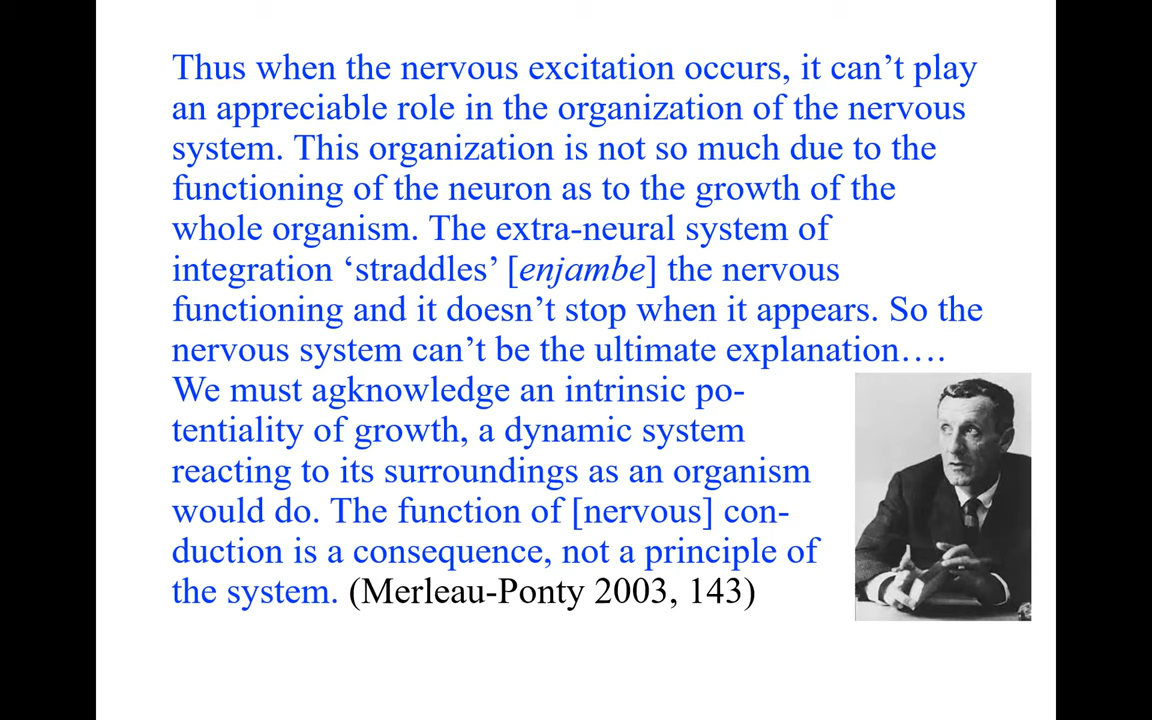 Thus when the nervous excitation occurs, it can’t play
an appreciable role in the organization of the nervous
system. This organization is not so much due to the
functioning of the neuron as to the growth of the
whole organism. The extra-neural system of
integration ‘straddles’ [enjambe] the nervous
functioning and it doesn’t stop when it appears. So the
nervous system can’t be the ultimate explanation….
We must agknowledge an intrinsic po-
tentiality of growth, a dynamic system
reacting to its surroundings as an organism
would do. The function of [nervous] con-
duction is a consequence, not a principle of
the system. (Merleau-Ponty 2003, 143)